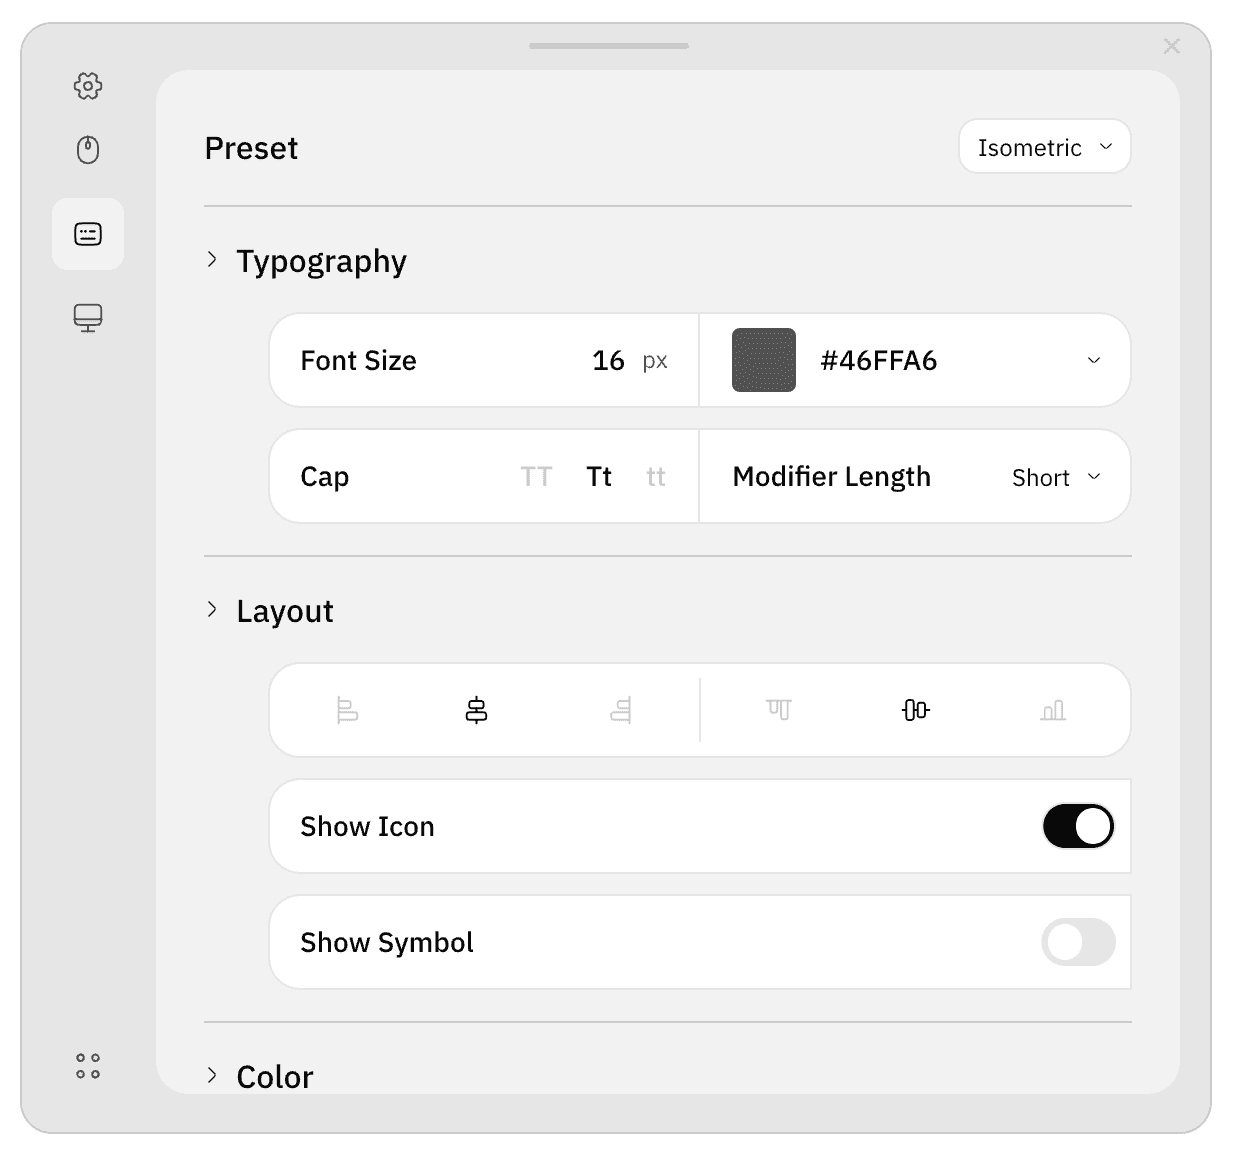 Preset
Isometric
Typography
Font Size 16 px
#46FFA6
Cap TT Tt tt
Modifier Length Short
Layout
Show Icon
Show Symbol
Color